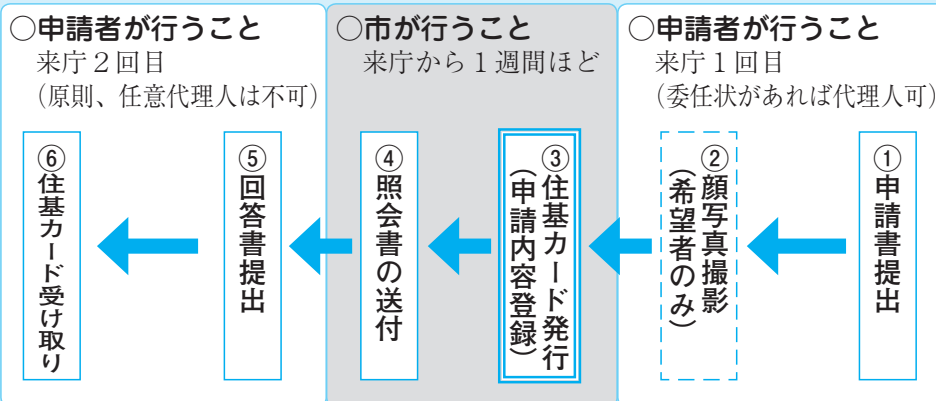 ○申請者が行うこと
来庁1回目
(委任状があれば代理人可)
①申請書提出
②顔写真撮影
(希望者のみ)
○市が行うこと
来庁から1週間ほど
③住基カード発行
(申請内容登録)
④照会書の送付
○申請者が行うこと
来庁2回目
(原則、任意代理人は不可)
⑤回答書提出
⑥住基カード受け取り